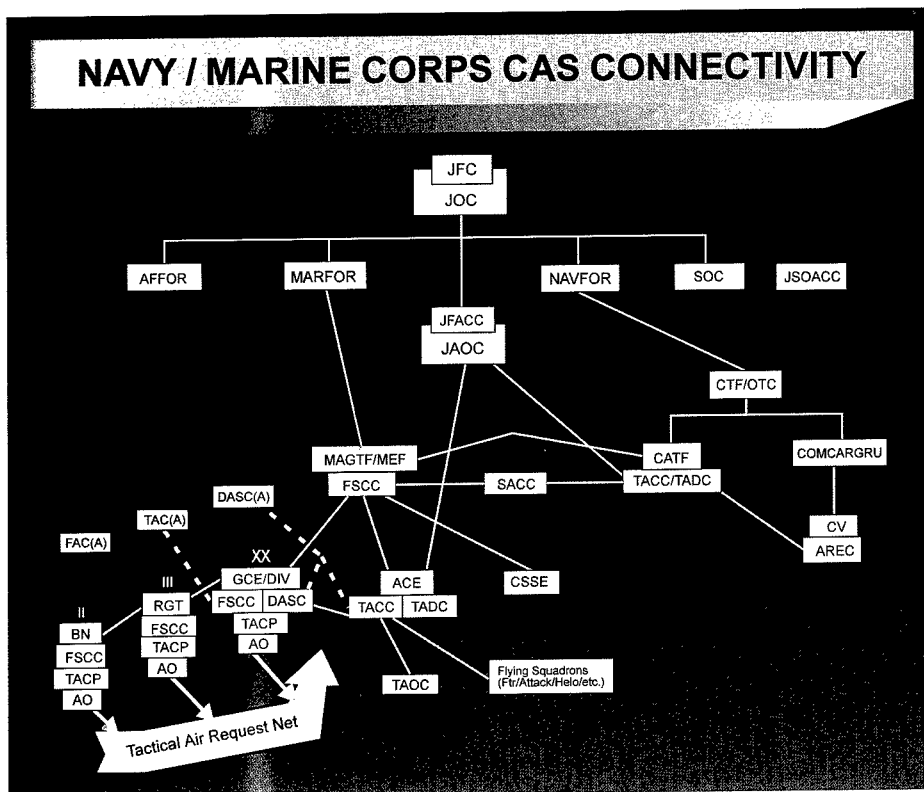 NAVY / MARINE CORPS CAS CONNECTIVITY
JFC
JOC
AFFOR
MARFOR
NAVFOR
SOC
JSOACC
JFACC
JAOC
CTF/OTC
MAGTF/MEF
FSCC
SACC
CATF
TACC/TADC
COMCARGRU
CV
AREC
DASC(A)
TAC(A)
FAC(A)
XX
GCE/DIV
FSCC DASC
TACP
AO
III
RGT
FSCC
TACP
AO
II
BN
FSCC
TACP
AO
ACE
TACC TADC
CSSE
TAOC
Flying Squadrons
(Ftr/Attack/Helo/etc.)
Tactical Air Request Net